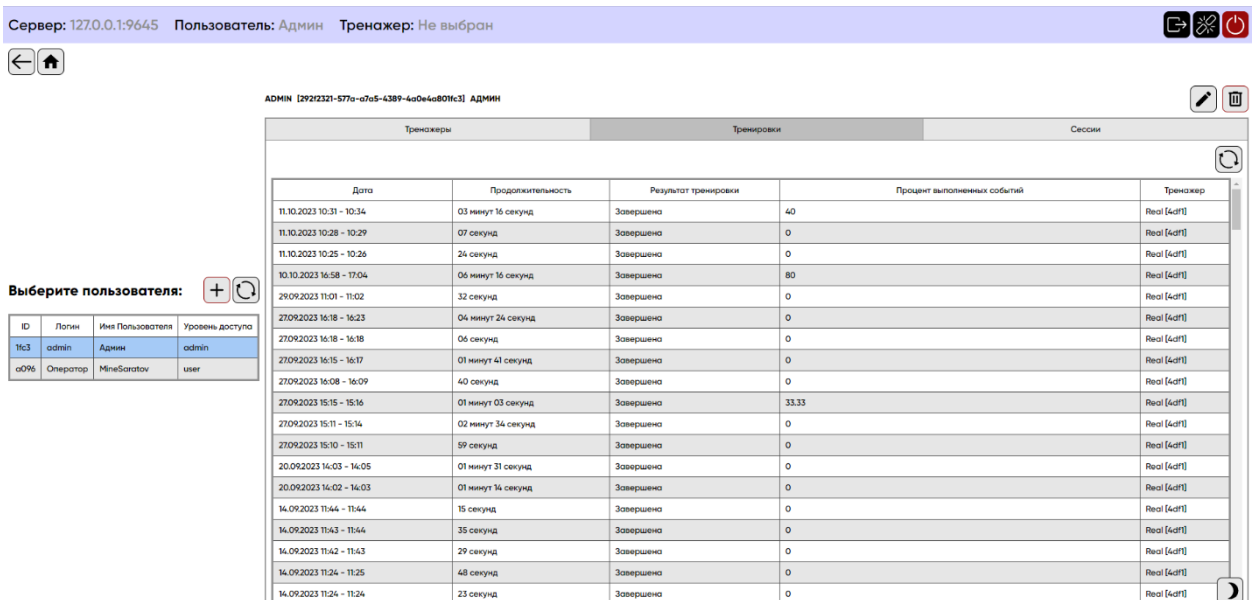 Сервер: 127.0.0.1:9645 Пользователь: Админ Тренажер: Не выбран
ADMIN [292f2321-577a-a7a5-4389-4a0e4a801fc3] АДМИН
Тренажеры Тренировки Сессии
Дата Продолжительность Результат тренировки Процент выполненных событий Тренажер
11.10.2023 10:31 - 10:34 03 минут 16 секунд Завершена 40 Real [4df1]
11.10.2023 10:28 - 10:29 07 секунд Завершена 0 Real [4df1]
11.10.2023 10:25 - 10:26 24 секунд Завершена 0 Real [4df1]
10.10.2023 16:58 - 17:04 06 минут 16 секунд Завершена 80 Real [4df1]
29.09.2023 11:01 - 11:02 32 секунд Завершена 0 Real [4df1]
27.09.2023 16:18 - 16:23 04 минут 24 секунд Завершена 0 Real [4df1]
27.09.2023 16:18 - 16:18 06 секунд Завершена 0 Real [4df1]
27.09.2023 16:15 - 16:17 01 минут 41 секунд Завершена 0 Real [4df1]
27.09.2023 16:08 - 16:09 40 секунд Завершена 0 Real [4df1]
27.09.2023 15:15 - 15:16 01 минут 03 секунд Завершена 33.33 Real [4df1]
27.09.2023 15:11 - 15:14 02 минут 34 секунд Завершена 0 Real [4df1]
27.09.2023 15:10 - 15:11 59 секунд Завершена 0 Real [4df1]
20.09.2023 14:03 - 14:05 01 минут 31 секунд Завершена 0 Real [4df1]
20.09.2023 14:02 - 14:03 01 минут 14 секунд Завершена 0 Real [4df1]
14.09.2023 11:44 - 11:44 15 секунд Завершена 0 Real [4df1]
14.09.2023 11:43 - 11:44 35 секунд Завершена 0 Real [4df1]
14.09.2023 11:42 - 11:43 29 секунд Завершена 0 Real [4df1]
14.09.2023 11:24 - 11:25 48 секунд Завершена 0 Real [4df1]
14.09.2023 11:24 - 11:24 23 секунд Завершена 0 Real [4df1]
Выберите пользователя:
ID Логин Имя Пользователя Уровень доступа
1fc3 admin Админ admin
a096 Оператор MineSaratov user